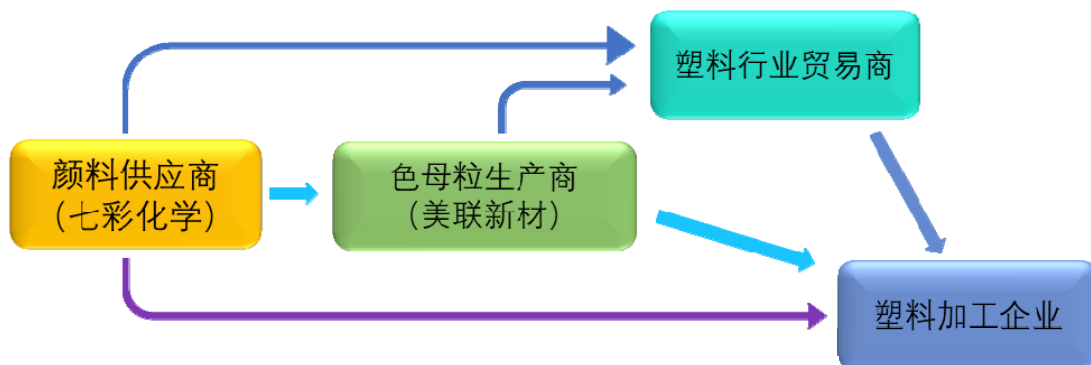 塑料行业贸易商
颜料供应商
（七彩化学）
色母粒生产商
（美联新材）
塑料加工企业